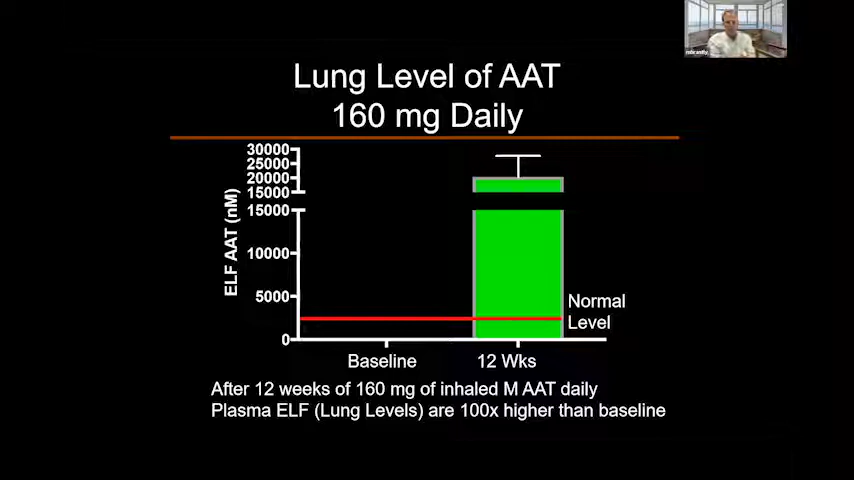 Lung Level of AAT
160 mg Daily
ELF AAT (nM)
30000
25000
20000
15000
15000
10000
5000
0
Normal
Level
Baseline
12 Wks
After 12 weeks of 160 mg of inhaled M AAT daily
Plasma ELF (Lung Levels) are 100x higher than baseline